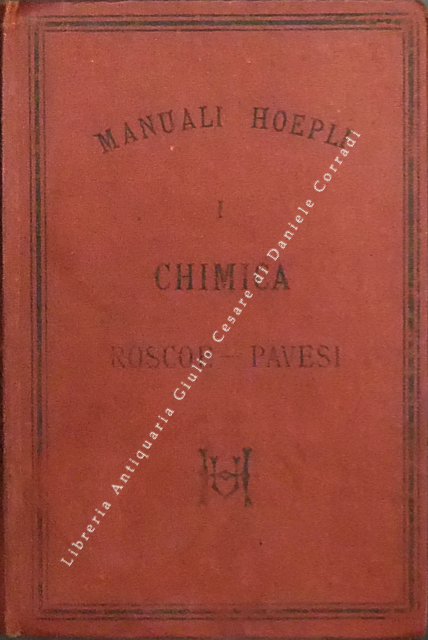 MANUALI HOEPLI
I
CHIMICA
ROSCOE - PAVESI
H
Libreria Antiquaria Giulio Cesare di Daniele Corradi